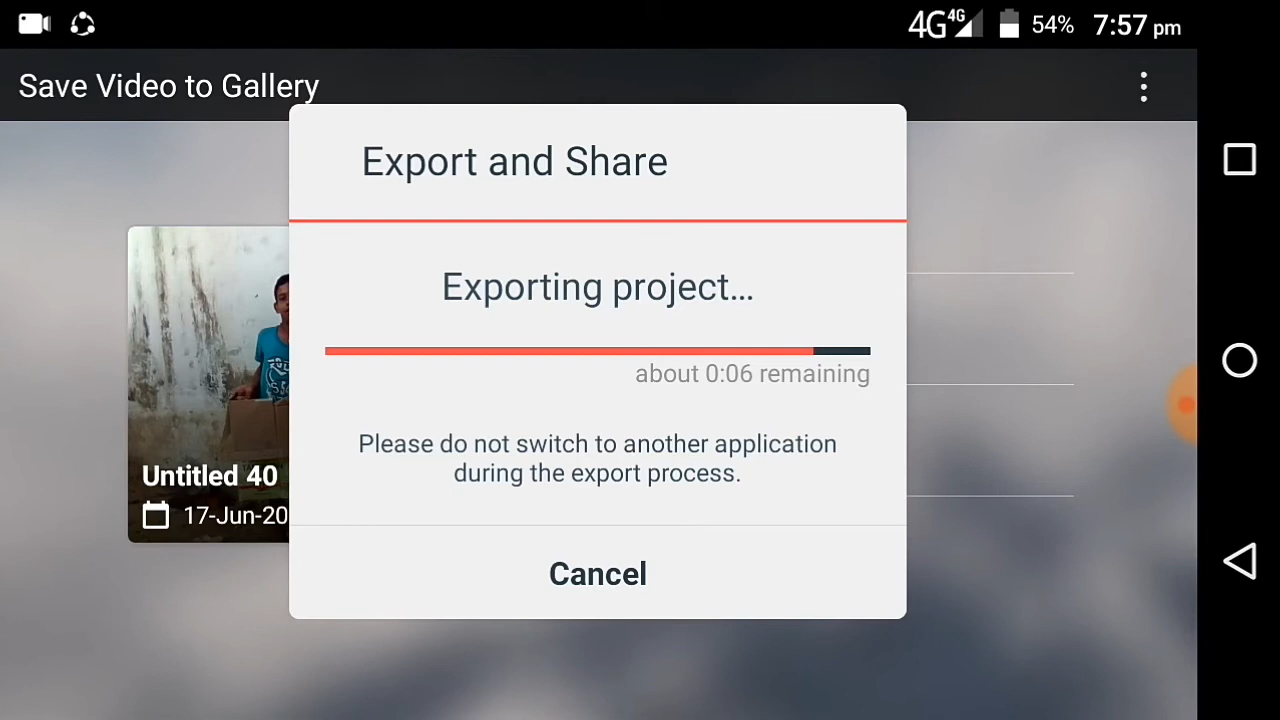 4G 4G 54% 7:57 pm
Save Video to Gallery
Export and Share
Exporting project...
about 0:06 remaining
Please do not switch to another application
during the export process.
Untitled 40
17-Jun-20
Cancel